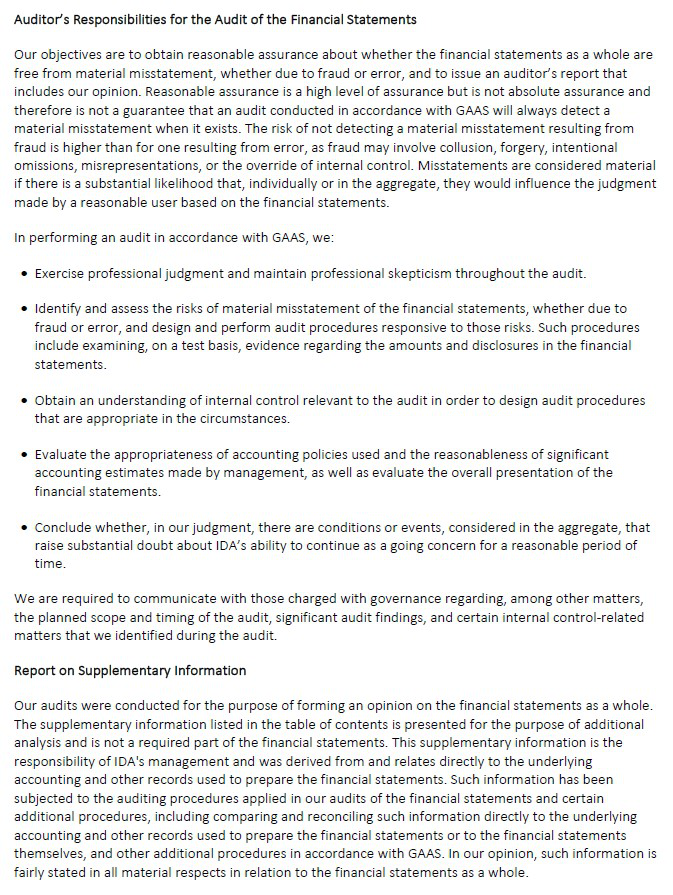 Auditor's Responsibilities for the Audit of the Financial Statements
Our objectives are to obtain reasonable assurance about whether the financial statements as a whole are
free from material misstatement, whether due to fraud or error, and to issue an auditor's report that
includes our opinion. Reasonable assurance is a high level of assurance but is not absolute assurance and
therefore is not a guarantee that an audit conducted in accordance with GAAS will always detect a
material misstatement when it exists. The risk of not detecting a material misstatement resulting from
fraud is higher than for one resulting from error, as fraud may involve collusion, forgery, intentional
omissions, misrepresentations, or the override of internal control. Misstatements are considered material
if there is a substantial likelihood that, individually or in the aggregate, they would influence the judgment
made by a reasonable user based on the financial statements.
In performing an audit in accordance with GAAS, we:
• Exercise professional judgment and maintain professional skepticism throughout the audit.
• Identify and assess the risks of material misstatement of the financial statements, whether due to
fraud or error, and design and perform audit procedures responsive to those risks. Such procedures
include examining, on a test basis, evidence regarding the amounts and disclosures in the financial
statements.
• Obtain an understanding of internal control relevant to the audit in order to design audit procedures
that are appropriate in the circumstances.
• Evaluate the appropriateness of accounting policies used and the reasonableness of significant
accounting estimates made by management, as well as evaluate the overall presentation of the
financial statements.
• Conclude whether, in our judgment, there are conditions or events, considered in the aggregate, that
raise substantial doubt about IDA's ability to continue as a going concern for a reasonable period of
time.
We are required to communicate with those charged with governance regarding, among other matters,
the planned scope and timing of the audit, significant audit findings, and certain internal control-related
matters that we identified during the audit.
Report on Supplementary Information
Our audits were conducted for the purpose of forming an opinion on the financial statements as a whole.
The supplementary information listed in the table of contents is presented for the purpose of additional
analysis and is not a required part of the financial statements. This supplementary information is the
responsibility of IDA's management and was derived from and relates directly to the underlying
accounting and other records used to prepare the financial statements. Such information has been
subjected to the auditing procedures applied in our audits of the financial statements and certain
additional procedures, including comparing and reconciling such information directly to the underlying
accounting and other records used to prepare the financial statements or to the financial statements
themselves, and other additional procedures in accordance with GAAS. In our opinion, such information is
fairly stated in all material respects in relation to the financial statements as a whole.